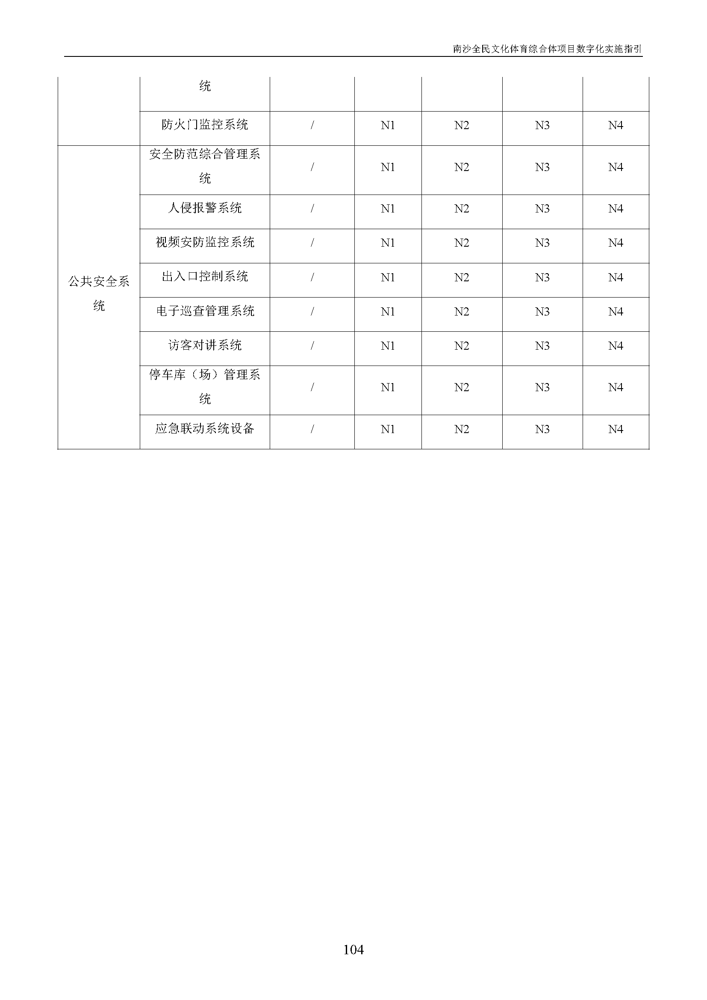 南沙全民文化体育综合体项目数字化实施指引
统
防火门监控系统 / N1 N2 N3 N4
安全防范综合管理系
统
/ N1 N2 N3 N4
人侵报警系统 / N1 N2 N3 N4
视频安防监控系统 / N1 N2 N3 N4
出入口控制系统 / N1 N2 N3 N4
公共安全系
统
电子巡查管理系统 / N1 N2 N3 N4
访客对讲系统 / N1 N2 N3 N4
停车库（场）管理系
统
/ N1 N2 N3 N4
应急联动系统设备 / N1 N2 N3 N4
104